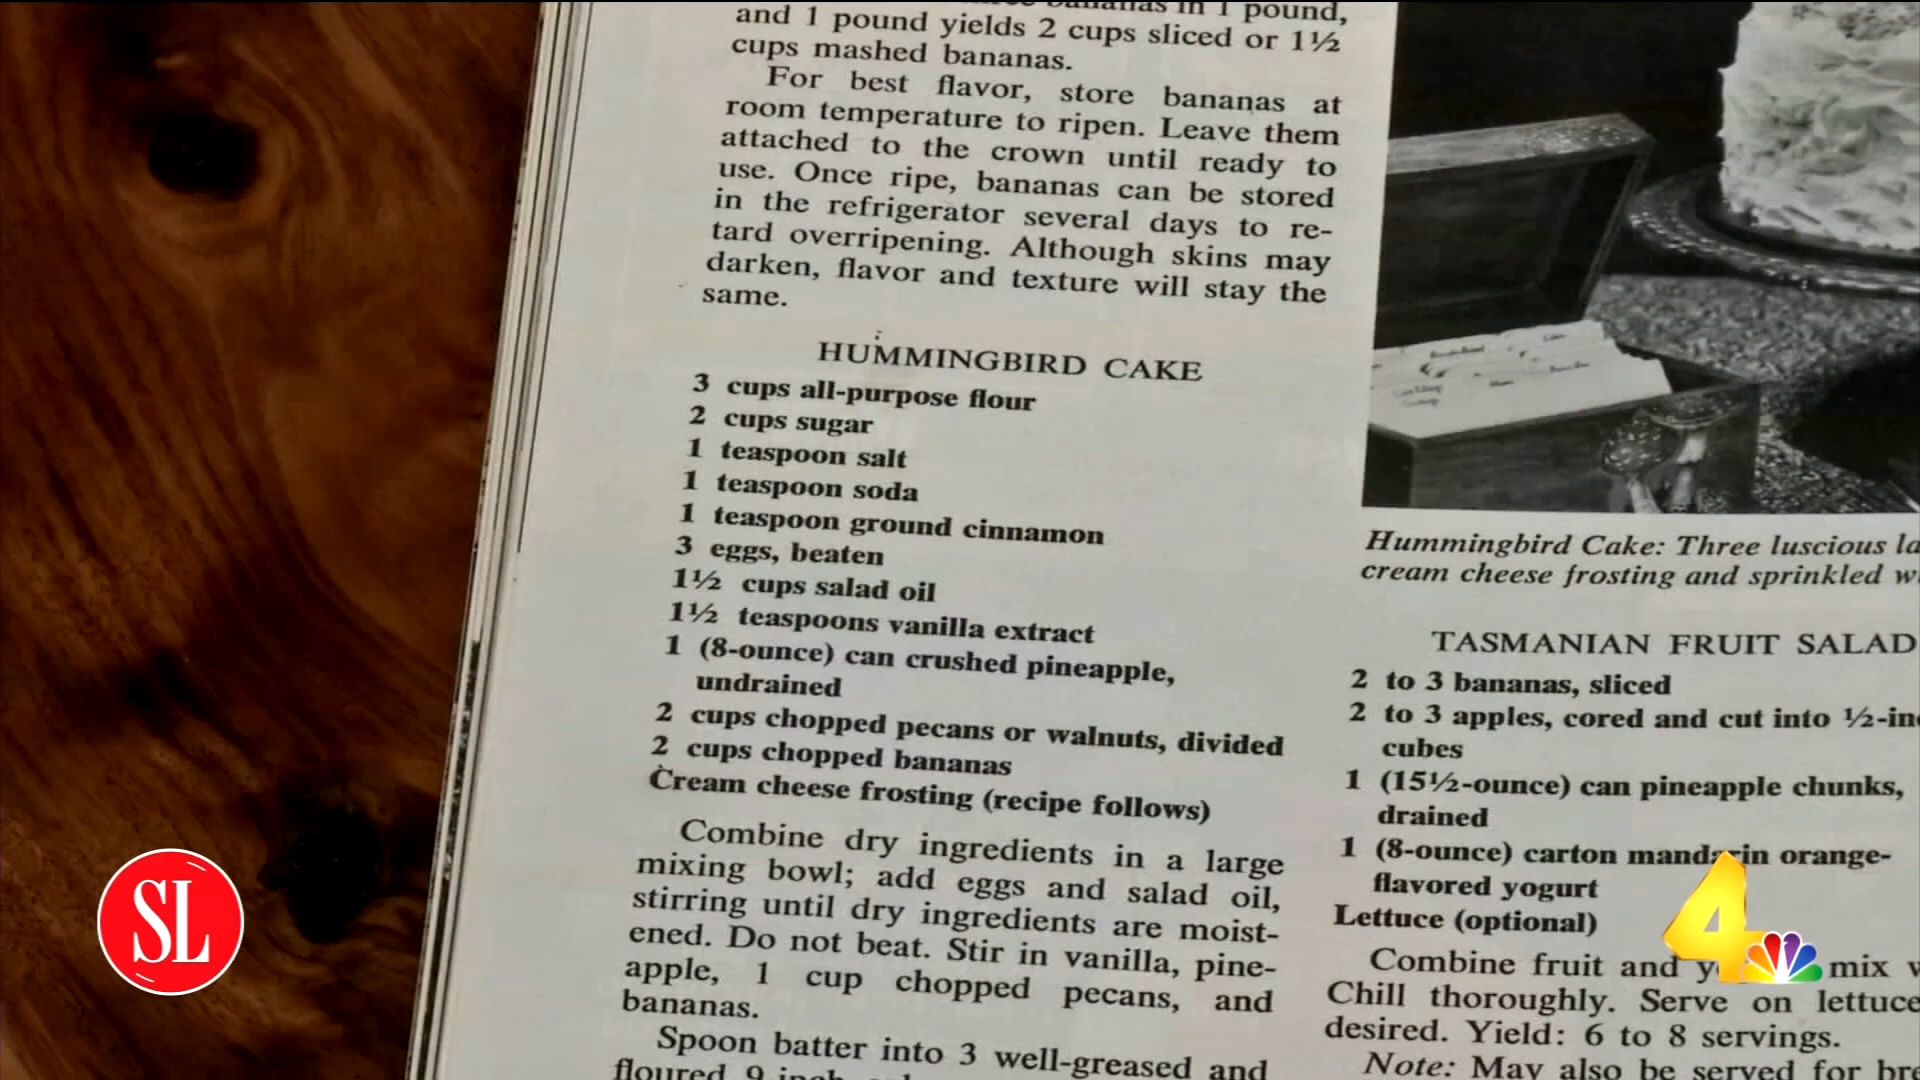 bananas in 1 pound,
and 1 pound yields 2 cups sliced or 1½
cups mashed bananas.
For best flavor, store bananas at
room temperature to ripen. Leave them
attached to the crown until ready to
use. Once ripe, bananas can be stored
in the refrigerator several days to re-
tard overripening. Although skins may
darken, flavor and texture will stay the
same.
HUMMINGBIRD CAKE
3 cups all-purpose flour
2 cups sugar
1 teaspoon salt
1 teaspoon soda
1 teaspoon ground cinnamon
3 eggs, beaten
1½ cups salad oil
1½ teaspoons vanilla extract
1 (8-ounce) can crushed pineapple,
undrained
2 cups chopped pecans or walnuts, divided
2 cups chopped bananas
Cream cheese frosting (recipe follows)
Combine dry ingredients in a large
mixing bowl; add eggs and salad oil,
stirring until dry ingredients are moist-
ened. Do not beat. Stir in vanilla, pine-
apple, 1 cup chopped pecans, and
bananas.
Spoon batter into 3 well-greased and
floured 9
Hummingbird Cake: Three luscious
cream cheese frosting and sprinkled
TASMANIAN FRUIT SALAD
2 to 3 bananas, sliced
2 to 3 apples, cored and cut into ½-in
cubes
1 (15½-ounce) can pineapple chunks,
drained
1 (8-ounce) carton mandarin orange-
flavored yogurt
Lettuce (optional)
Combine fruit and mix
Chill thoroughly. Serve on lettuce
desired. Yield: 6 to 8 servings.
Note: May also be served for
SL
4